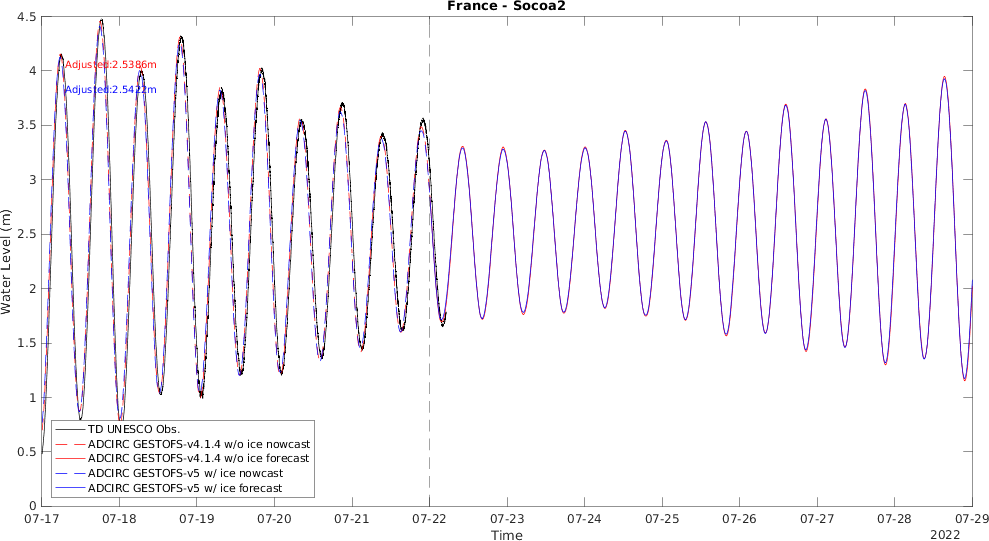 France - Socoa2
4.5
4
3.5
3
2.5
2
1.5
1
0.5
0
Water Level (m)
Adjusted:2.5386m
Adjusted:2.5422m
TD UNESCO Obs.
ADCIRC GESTOFS-v4.1.4 w/o ice nowcast
ADCIRC GESTOFS-v4.1.4 w/o ice forecast
ADCIRC GESTOFS-v5 w/ ice nowcast
ADCIRC GESTOFS-v5 w/ ice forecast
07-17 07-18 07-19 07-20 07-21 07-22 07-23 07-24 07-25 07-26 07-27 07-28 07-29
Time
2022